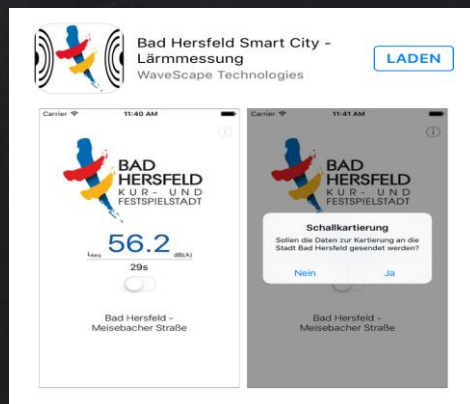 Bad Hersfeld Smart City -
Lärmmessung
WaveScape Technologies
LADEN
Carrier 11:40 AM
BAD
HERSFELD
KUR- UND
FESTSPIELSTADT
56.2
LAeq dB(A)
29s
Bad Hersfeld -
Meisebacher Straße
Carrier 11:41 AM
BAD
HERSFELD
KUR- UND
FESTSPIELSTADT
Schallkartierung
Sollen die Daten zur Kartierung an die
Stadt Bad Hersfeld gesendet werden?
Nein Ja
Bad Hersfeld -
Meisebacher Straße